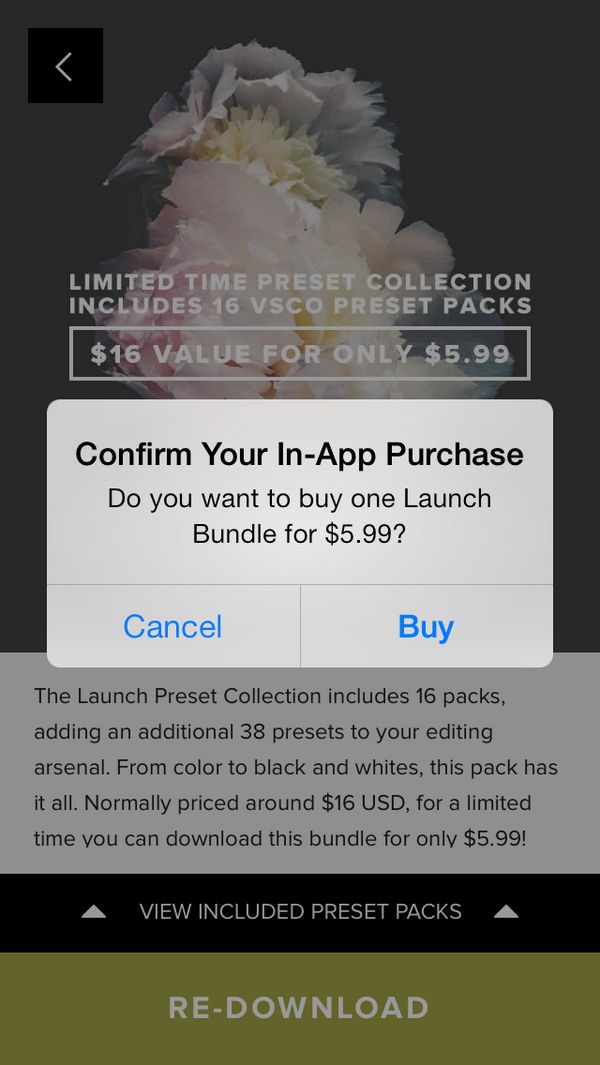 LIMITED TIME PRESET COLLECTION
INCLUDES 16 VSCO PRESET PACKS
$16 VALUE FOR ONLY $5.99
Confirm Your In-App Purchase
Do you want to buy one Launch
Bundle for $5.99?
Cancel
Buy
The Launch Preset Collection includes 16 packs,
adding an additional 38 presets to your editing
arsenal. From color to black and whites, this pack has
it all. Normally priced around $16 USD, for a limited
time you can download this bundle for only $5.99!
VIEW INCLUDED PRESET PACKS
RE-DOWNLOAD